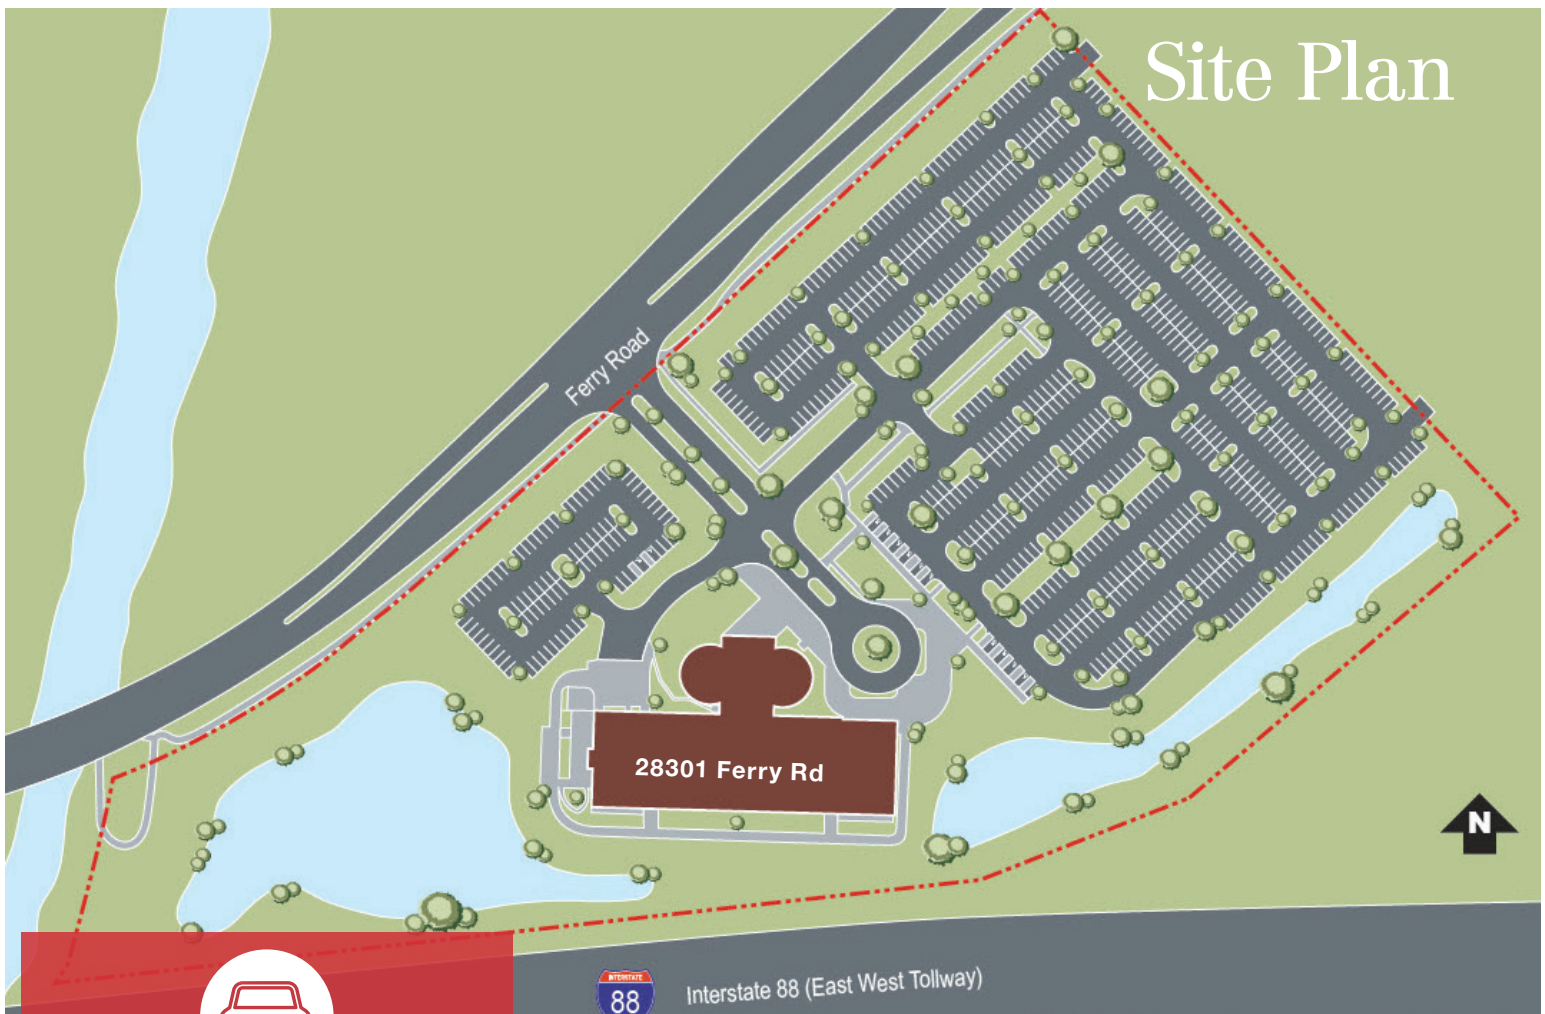 Site Plan
Ferry Road
28301 Ferry Rd
N
INTERSTATE
88
Interstate 88 (East West Tollway)